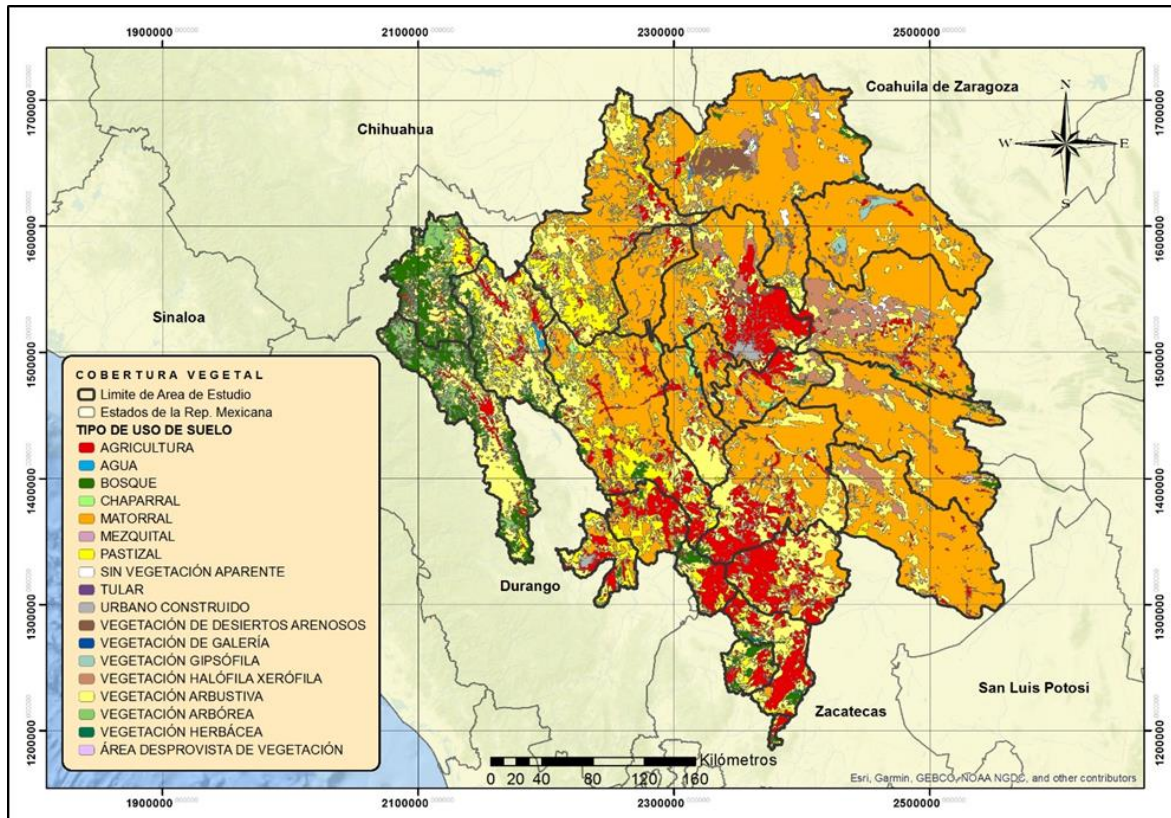 1900000 2100000 2300000 2500000
Coahuila de Zaragoza
Chihuahua
N
W E
S
1700000 1700000
1600000 1600000
Sinaloa
1500000 1500000
COBERTURA VEGETAL
Limite de Area de Estudio
Estados de la Rep. Mexicana
TIPO DE USO DE SUELO
AGRICULTURA
AGUA
BOSQUE
CHAPARRAL
MATORRAL
MEZQUITAL
PASTIZAL
SIN VEGETACIÓN APARENTE
TULAR
URBANO CONSTRUIDO
VEGETACIÓN DE DESIERTOS ARENOSOS
VEGETACIÓN DE GALERÍA
VEGETACIÓN GIPSÓFILA
VEGETACIÓN HALÓFILA XERÓFILA
VEGETACIÓN ARBUSTIVA
VEGETACIÓN ARBÓREA
VEGETACIÓN HERBÁCEA
ÁREA DESPROVISTA DE VEGETACIÓN
1400000 1400000
Durango
1300000 1300000
San Luis Potosi
Zacatecas
1200000 1200000
Kilómetros
0 20 40 80 120 160
Esri, Garmin, GEBCO, NOAA NGDC, and other contributors
1900000 2100000 2300000 2500000